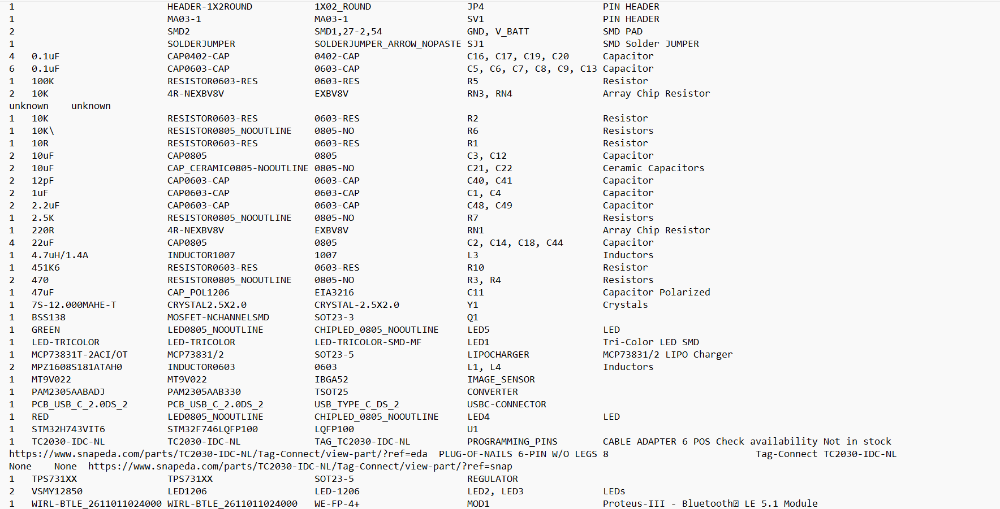 1 HEADER-1X2ROUND 1X02_ROUND JP4 PIN HEADER
1 MA03-1 MA03-1 SV1 PIN HEADER
2 SMD2 SMD1,27-2,54 GND, V_BATT SMD PAD
1 SOLDERJUMPER SOLDERJUMPER_ARROW_NOPASTE SJ1 SMD Solder JUMPER
4 0.1uF CAP0402-CAP 0402-CAP C16, C17, C19, C20 Capacitor
6 0.1uF CAP0603-CAP 0603-CAP C5, C6, C7, C8, C9, C13 Capacitor
1 100K RESISTOR0603-RES 0603-RES R5 Resistor
2 10K 4R-NEXBV8V EXBV8V RN3, RN4 Array Chip Resistor
unknown unknown
1 10K RESISTOR0603-RES 0603-RES R2 Resistor
1 10K\ RESISTOR0805_NOOUTLINE 0805-NO R6 Resistors
1 10R RESISTOR0603-RES 0603-RES R1 Resistor
2 10uF CAP0805 0805 C3, C12 Capacitor
2 10uF CAP_CERAMIC0805-NOOUTLINE 0805-NO C21, C22 Ceramic Capacitors
2 12pF CAP0603-CAP 0603-CAP C40, C41 Capacitor
2 1uF CAP0603-CAP 0603-CAP C1, C4 Capacitor
2 2.2uF CAP0603-CAP 0603-CAP C48, C49 Capacitor
1 2.5K RESISTOR0805_NOOUTLINE 0805-NO R7 Resistors
1 220R 4R-NEXBV8V EXBV8V RN1 Array Chip Resistor
4 22uF CAP0805 0805 C2, C14, C18, C44 Capacitor
1 4.7uH/1.4A INDUCTOR1007 1007 L3 Inductors
1 451K6 RESISTOR0603-RES 0603-RES R10 Resistor
2 470 RESISTOR0805_NOOUTLINE 0805-NO R3, R4 Resistors
1 47uF CAP_POL1206 EIA3216 C11 Capacitor Polarized
1 7S-12.000MAHE-T CRYSTAL2.5X2.0 CRYSTAL-2.5X2.0 Y1 Crystals
1 BSS138 MOSFET-NCHANNELSMD SOT23-3 Q1
1 GREEN LED0805_NOOUTLINE CHIPLED_0805_NOOUTLINE LED5 LED
1 LED-TRICOLOR LED-TRICOLOR LED-TRICOLOR-SMD-MF LED1 Tri-Color LED SMD
1 MCP73831T-2ACI/OT MCP73831/2 SOT23-5 LIPOCHARGER MCP73831/2 LIPO Charger
2 MPZ1608S181ATAH0 INDUCTOR0603 0603 L1, L4 Inductors
1 MT9V022 MT9V022 IBGA52 IMAGE_SENSOR
1 PAM2305AABADJ PAM2305AAB330 TSOT25 CONVERTER
1 PCB_USB_C_2.0DS_2 PCB_USB_C_2.0DS_2 USB_TYPE_C_DS_2 USBC-CONNECTOR
1 RED LED0805_NOOUTLINE CHIPLED_0805_NOOUTLINE LED4 LED
1 STM32H743VIT6 STM32F746LQFP100 LQFP100 U1
1 TC2030-IDC-NL TC2030-IDC-NL TAG_TC2030-IDC-NL PROGRAMMING_PINS CABLE ADAPTER 6 POS Check availability Not in stock
https://www.snapeda.com/parts/TC2030-IDC-NL/Tag-Connect/view-part/?ref=eda PLUG-OF-NAILS 6-PIN W/O LEGS 8 Tag-Connect TC2030-IDC-NL
None None https://www.snapeda.com/parts/TC2030-IDC-NL/Tag-Connect/view-part/?ref=snap
1 TPS731XX TPS731XX SOT23-5 REGULATOR
2 VSMY12850 LED1206 LED-1206 LED2, LED3 LEDs
1 WIRL-BTLE_2611011024000 WIRL-BTLE_2611011024000 WE-FP-4+ MOD1 Proteus-III - Bluetooth LE 5.1 Module